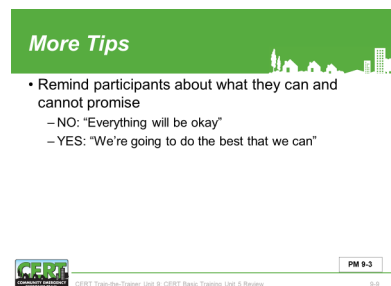 More Tips
• Remind participants about what they can and
cannot promise
– NO: “Everything will be okay”
– YES: “We’re going to do the best that we can”
PM 9-3
CERT
COMMUNITY EMERGENCY
CERT Train-the-Trainer Unit 9: CERT Basic Training Unit 5 Review